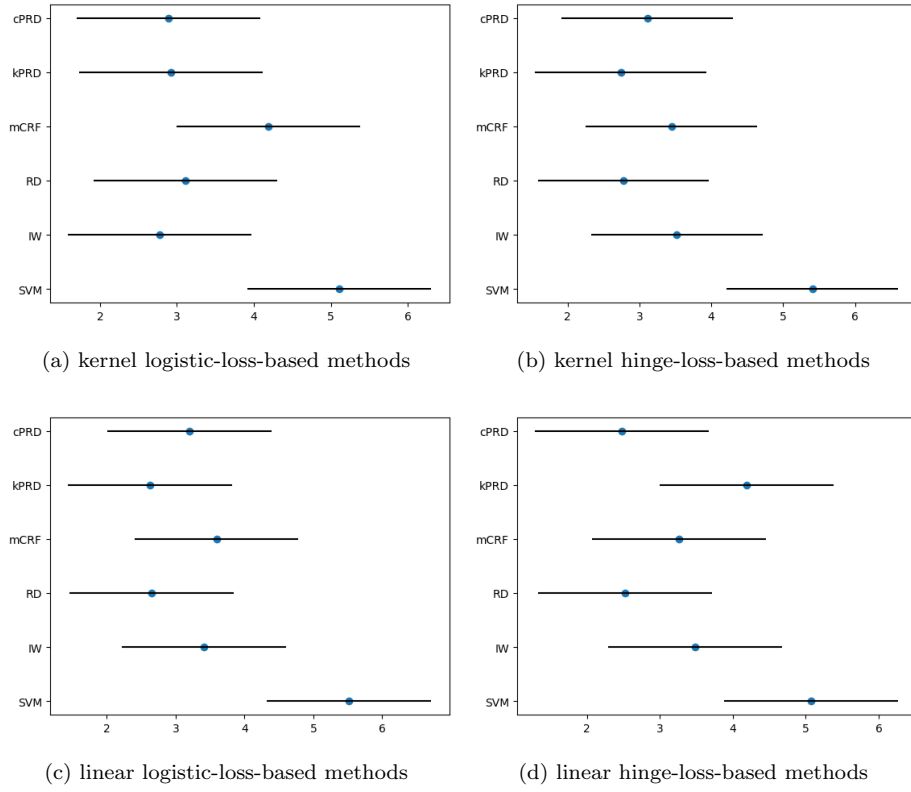 cPRD
kPRD
mCRF
RD
IW
SVM
2 3 4 5 6
(a) kernel logistic-loss-based methods
cPRD
kPRD
mCRF
RD
IW
SVM
2 3 4 5 6
(b) kernel hinge-loss-based methods
cPRD
kPRD
mCRF
RD
IW
SVM
2 3 4 5 6
(c) linear logistic-loss-based methods
cPRD
kPRD
mCRF
RD
IW
SVM
2 3 4 5 6
(d) linear hinge-loss-based methods